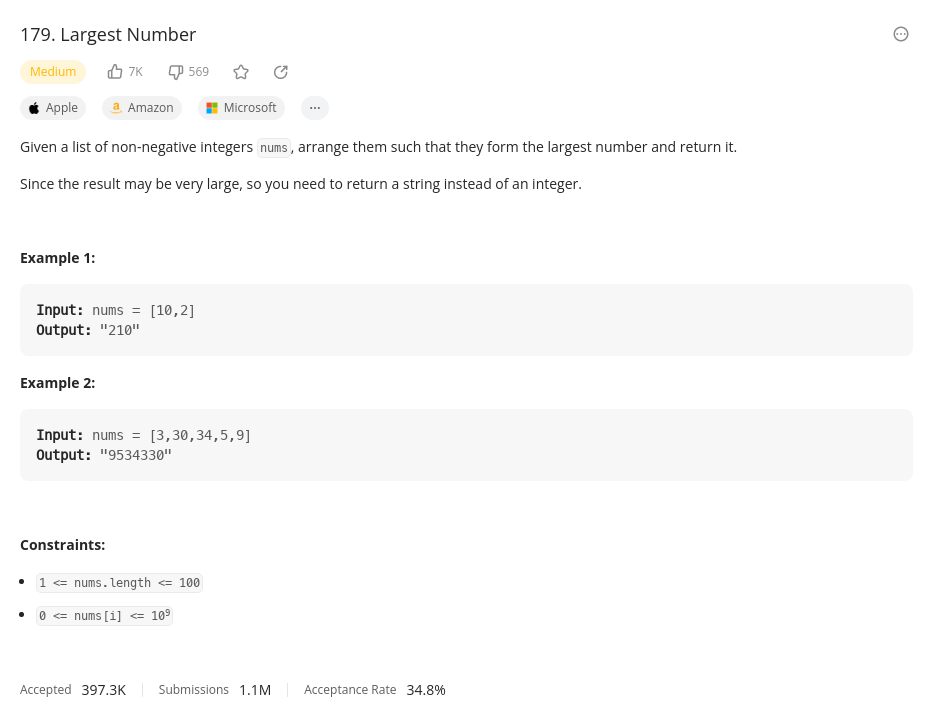 179. Largest Number
Medium 7K 569
Apple Amazon Microsoft ...
Given a list of non-negative integers nums, arrange them such that they form the largest number and return it.
Since the result may be very large, so you need to return a string instead of an integer.
Example 1:
Input: nums = [10,2]
Output: "210"
Example 2:
Input: nums = [3,30,34,5,9]
Output: "9534330"
Constraints:
• 1 <= nums.length <= 100
• 0 <= nums[i] <= 10⁹
Accepted 397.3K Submissions 1.1M Acceptance Rate 34.8%